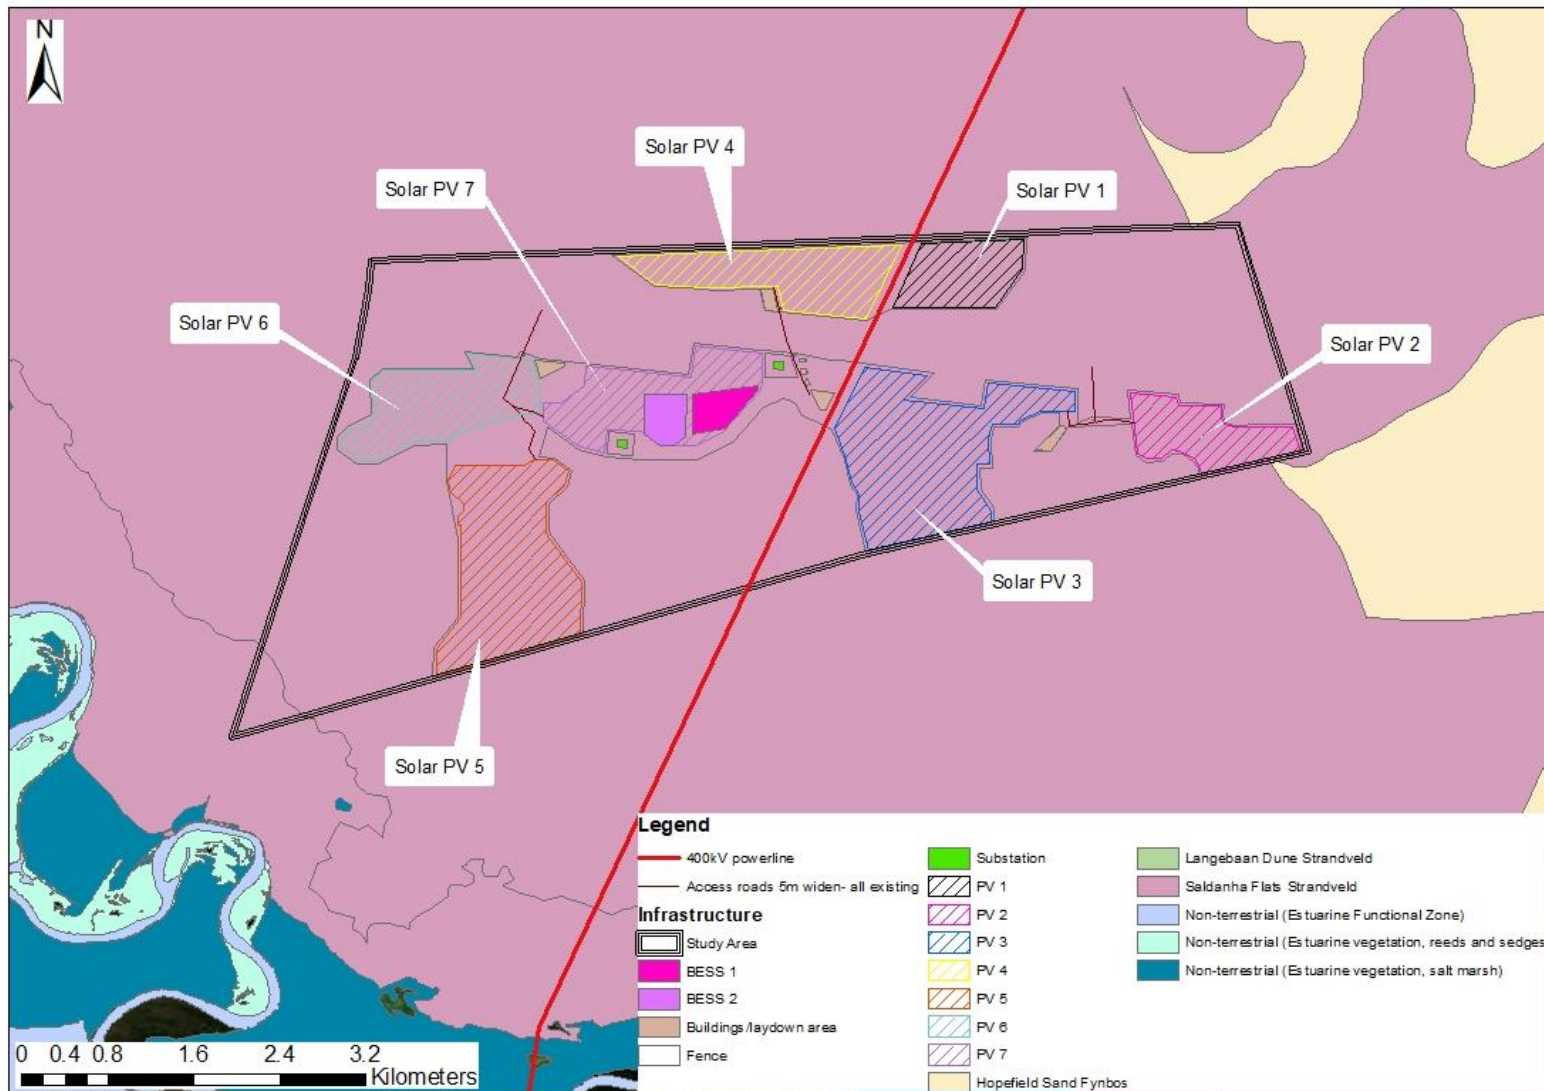 N
Solar PV 4
Solar PV 7
Solar PV 1
Solar PV 6
Solar PV 2
Solar PV 3
Solar PV 5
Legend
400kV powerline
Access roads 5m widen- all existing
Infrastructure
Study Area
BESS 1
BESS 2
Buildings/laydown area
Fence
Substation
PV 1
PV 2
PV 3
PV 4
PV 5
PV 6
PV 7
Hopefield Sand Fynbos
Langebaan Dune Strandveld
Saldanha Flats Strandveld
Non-terrestrial (Estuarine Functional Zone)
Non-terrestrial (Estuarine vegetation, reeds and sedges
Non-terrestrial (Estuarine vegetation, salt marsh)
0 0.4 0.8 1.6 2.4 3.2
Kilometers